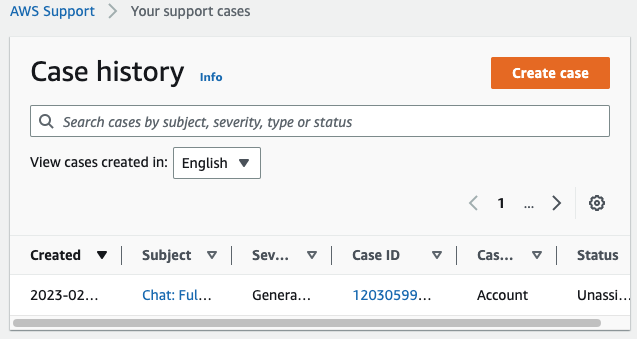 AWS Support > Your support cases
Case history Info
Create case
Search cases by subject, severity, type or status
View cases created in: English
1 ...
Created Subject Sev... Case ID Cas... Status
2023-02... Chat: Ful... Genera... 12030599... Account Unassi...